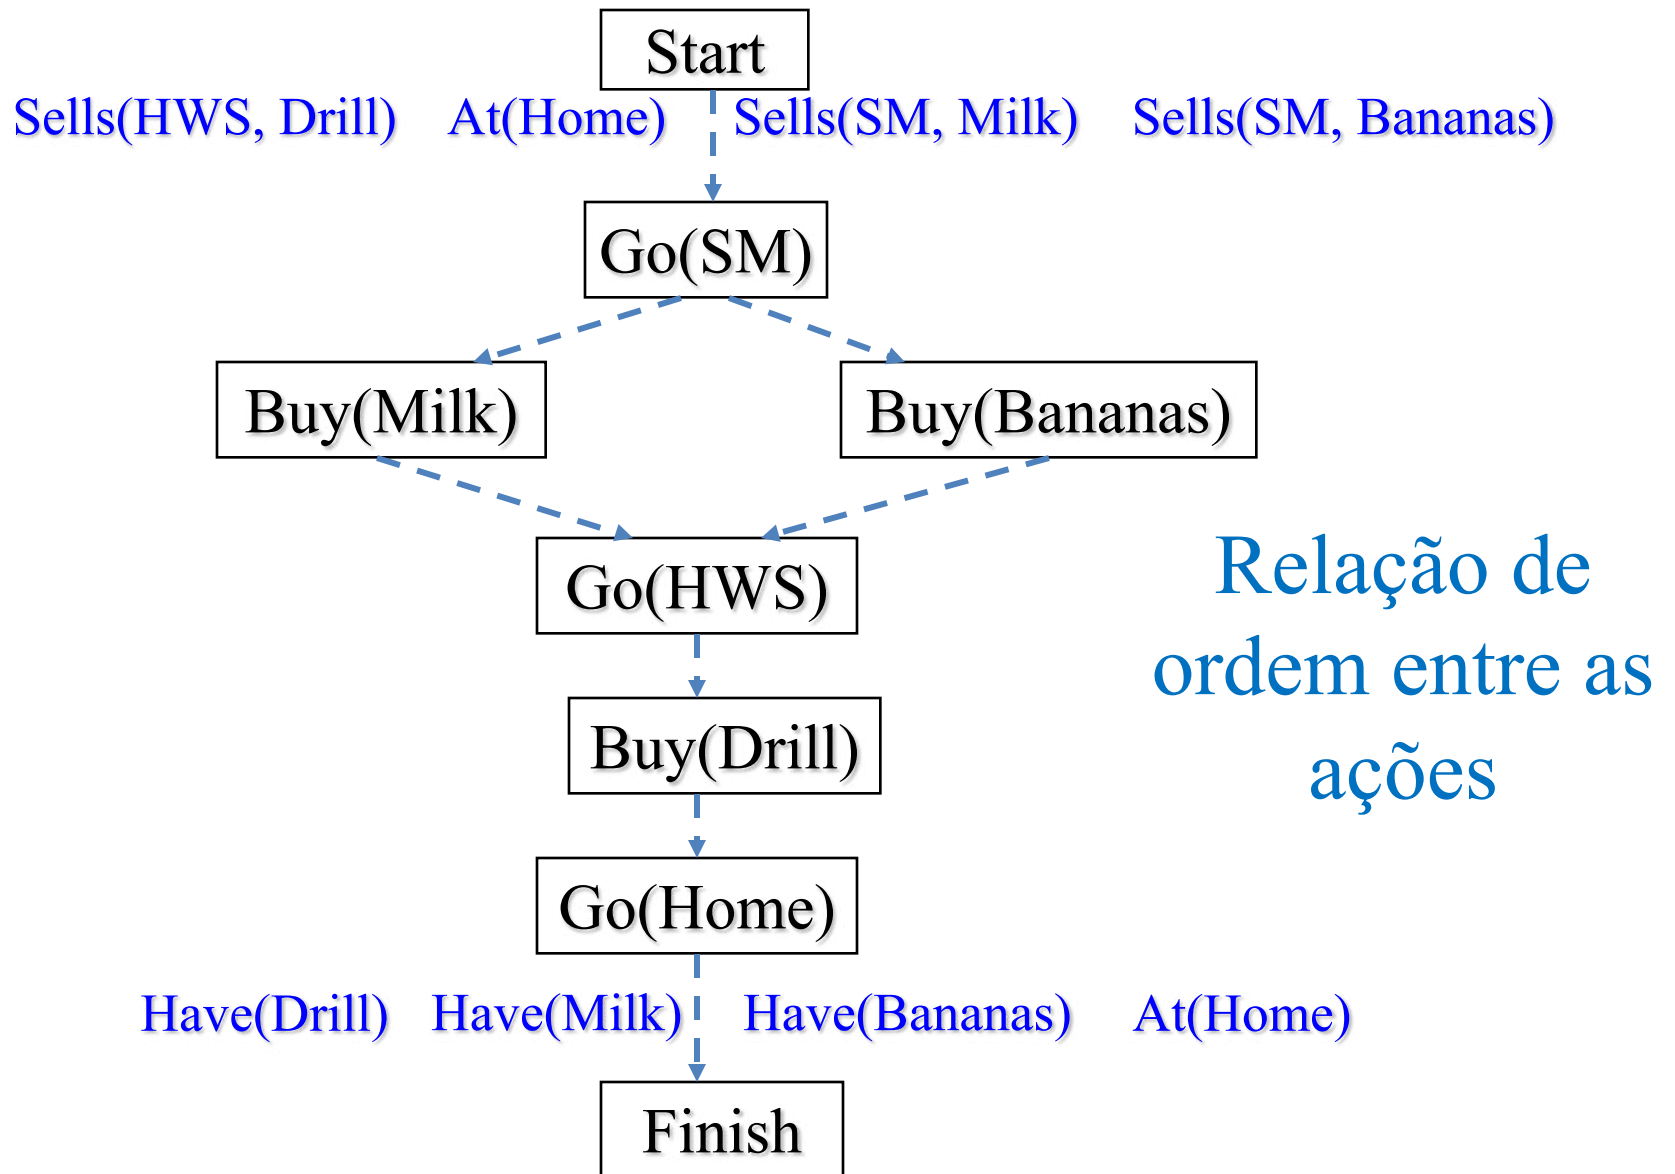 Start
Sells(HWS, Drill) At(Home) Sells(SM, Milk) Sells(SM, Bananas)
Go(SM)
Buy(Milk) Buy(Bananas)
Go(HWS)
Relação de
ordem entre as
ações
Buy(Drill)
Go(Home)
Have(Drill) Have(Milk) Have(Bananas) At(Home)
Finish